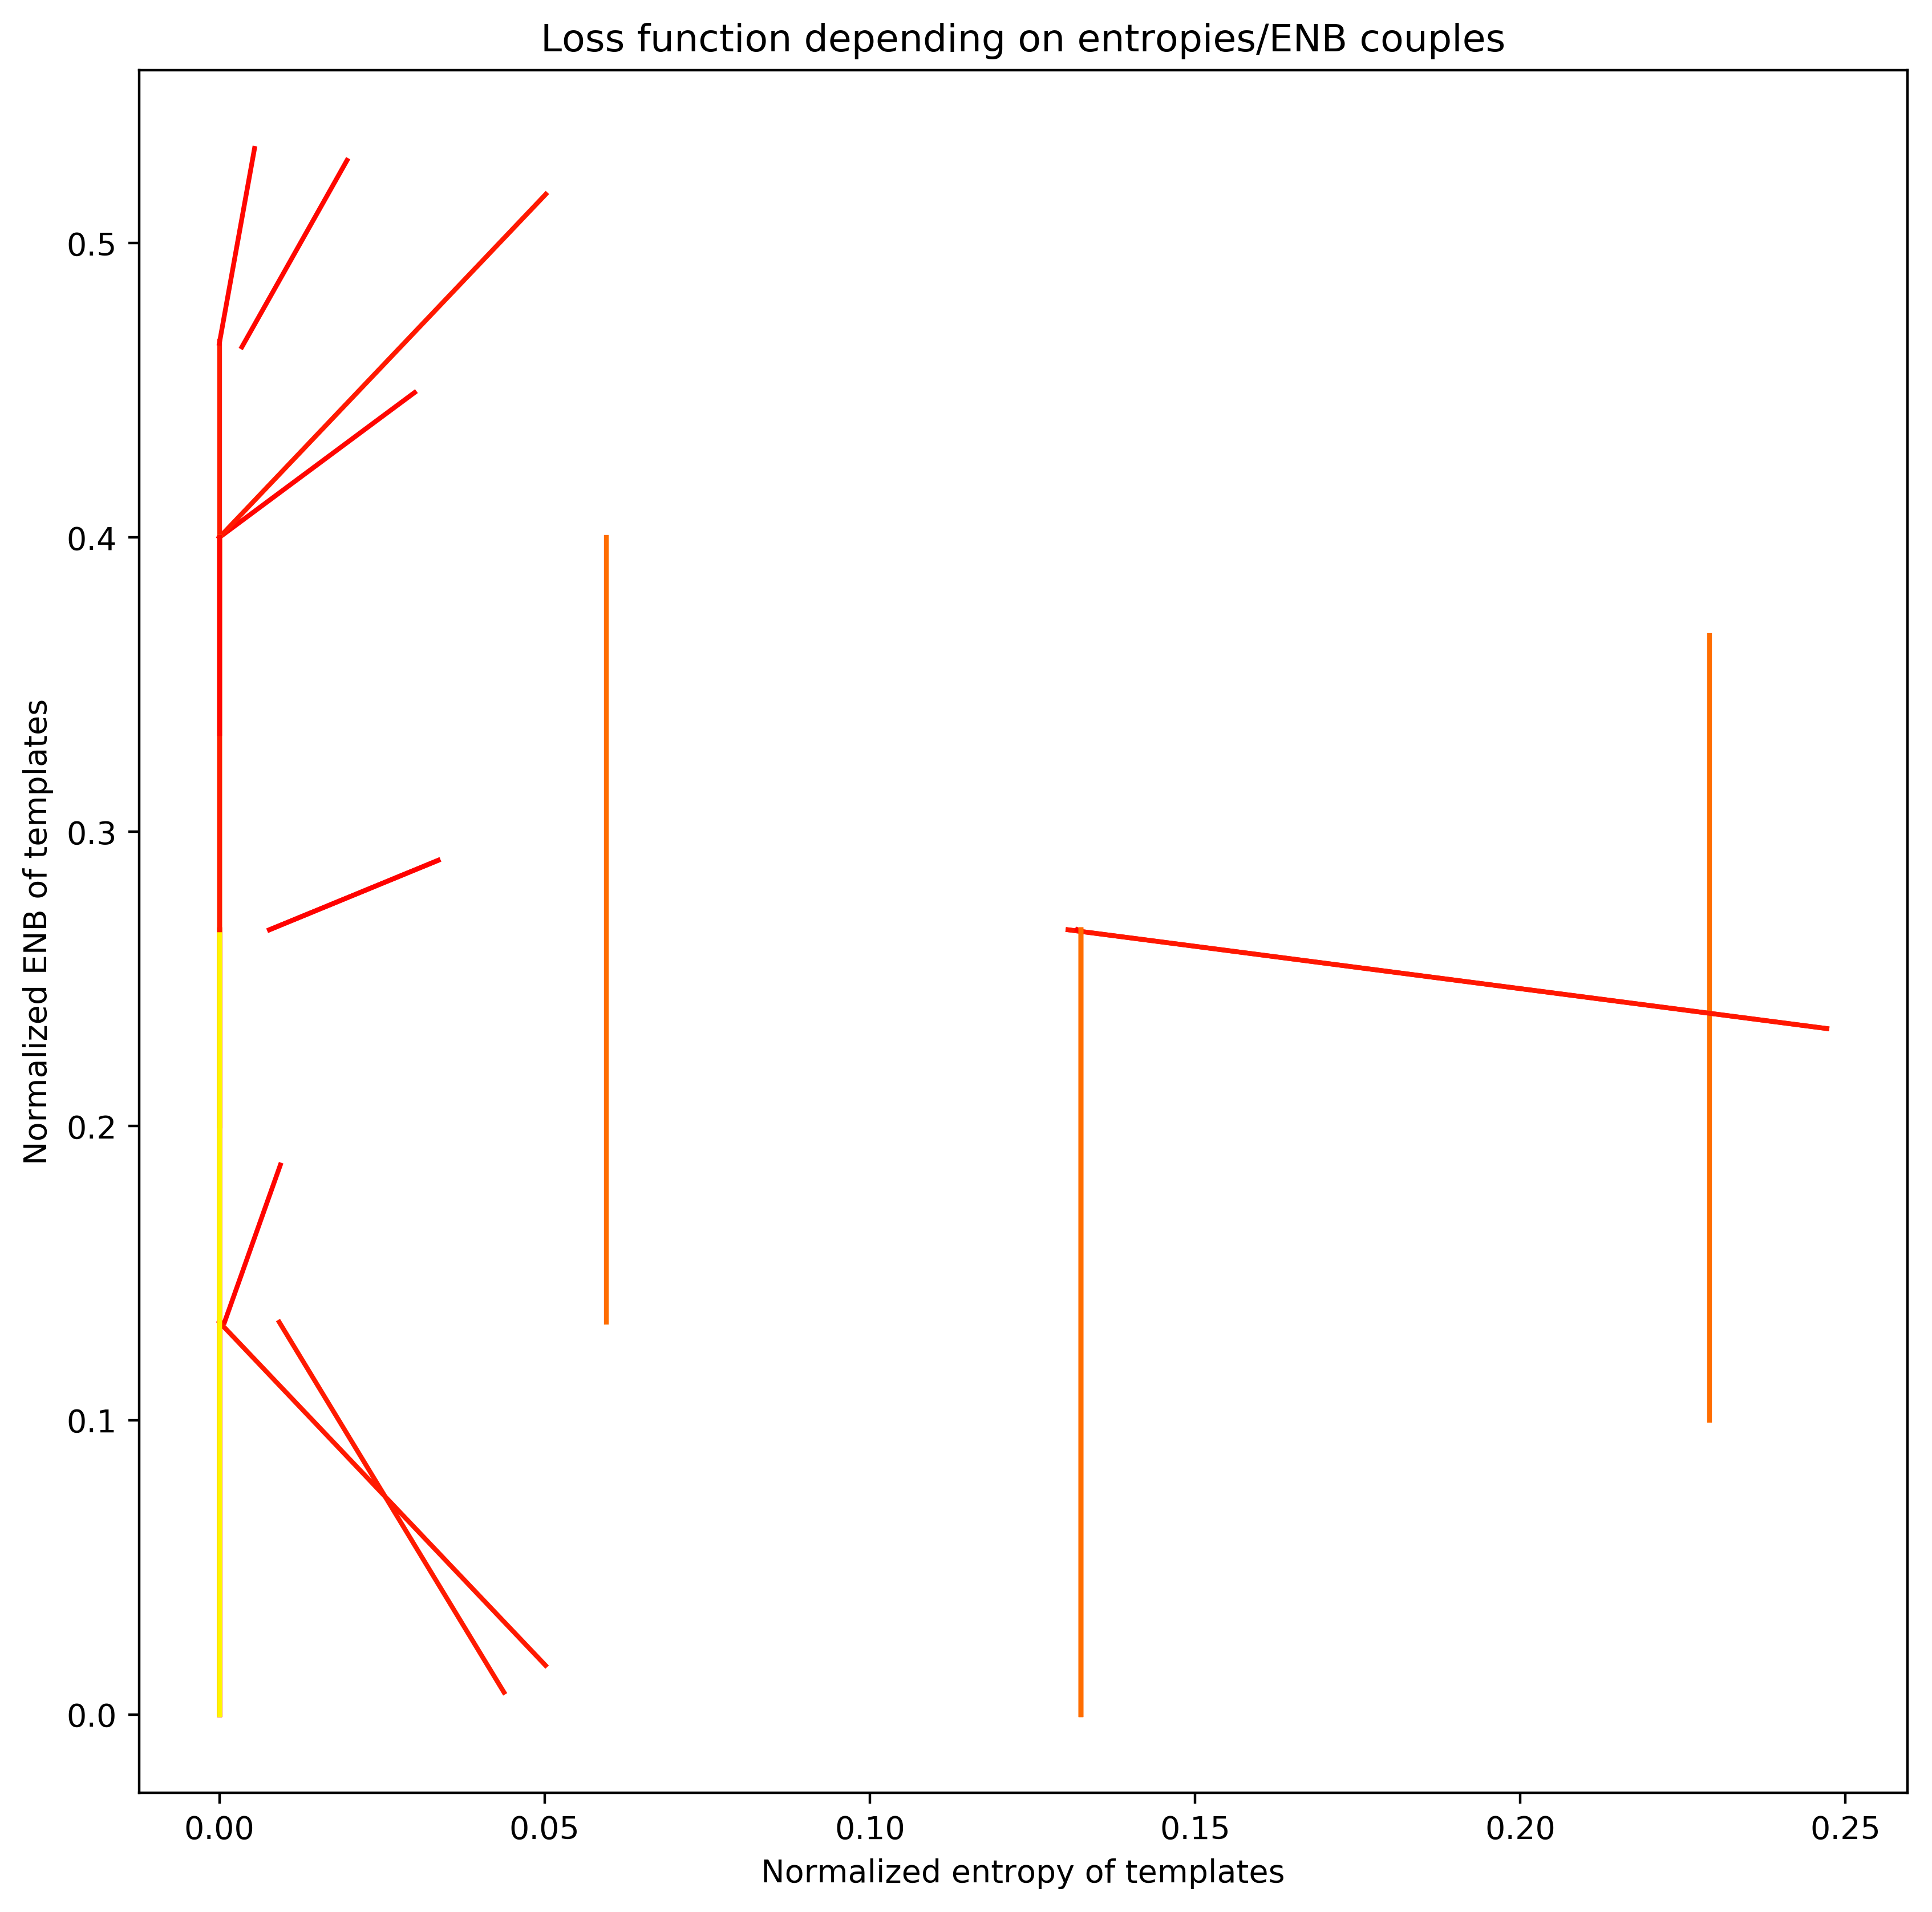 Loss function depending on entropies/ENB couples
Normalized ENB of templates
0.5
0.4
0.3
0.2
0.1
0.0
0.00 0.05 0.10 0.15 0.20 0.25
Normalized entropy of templates